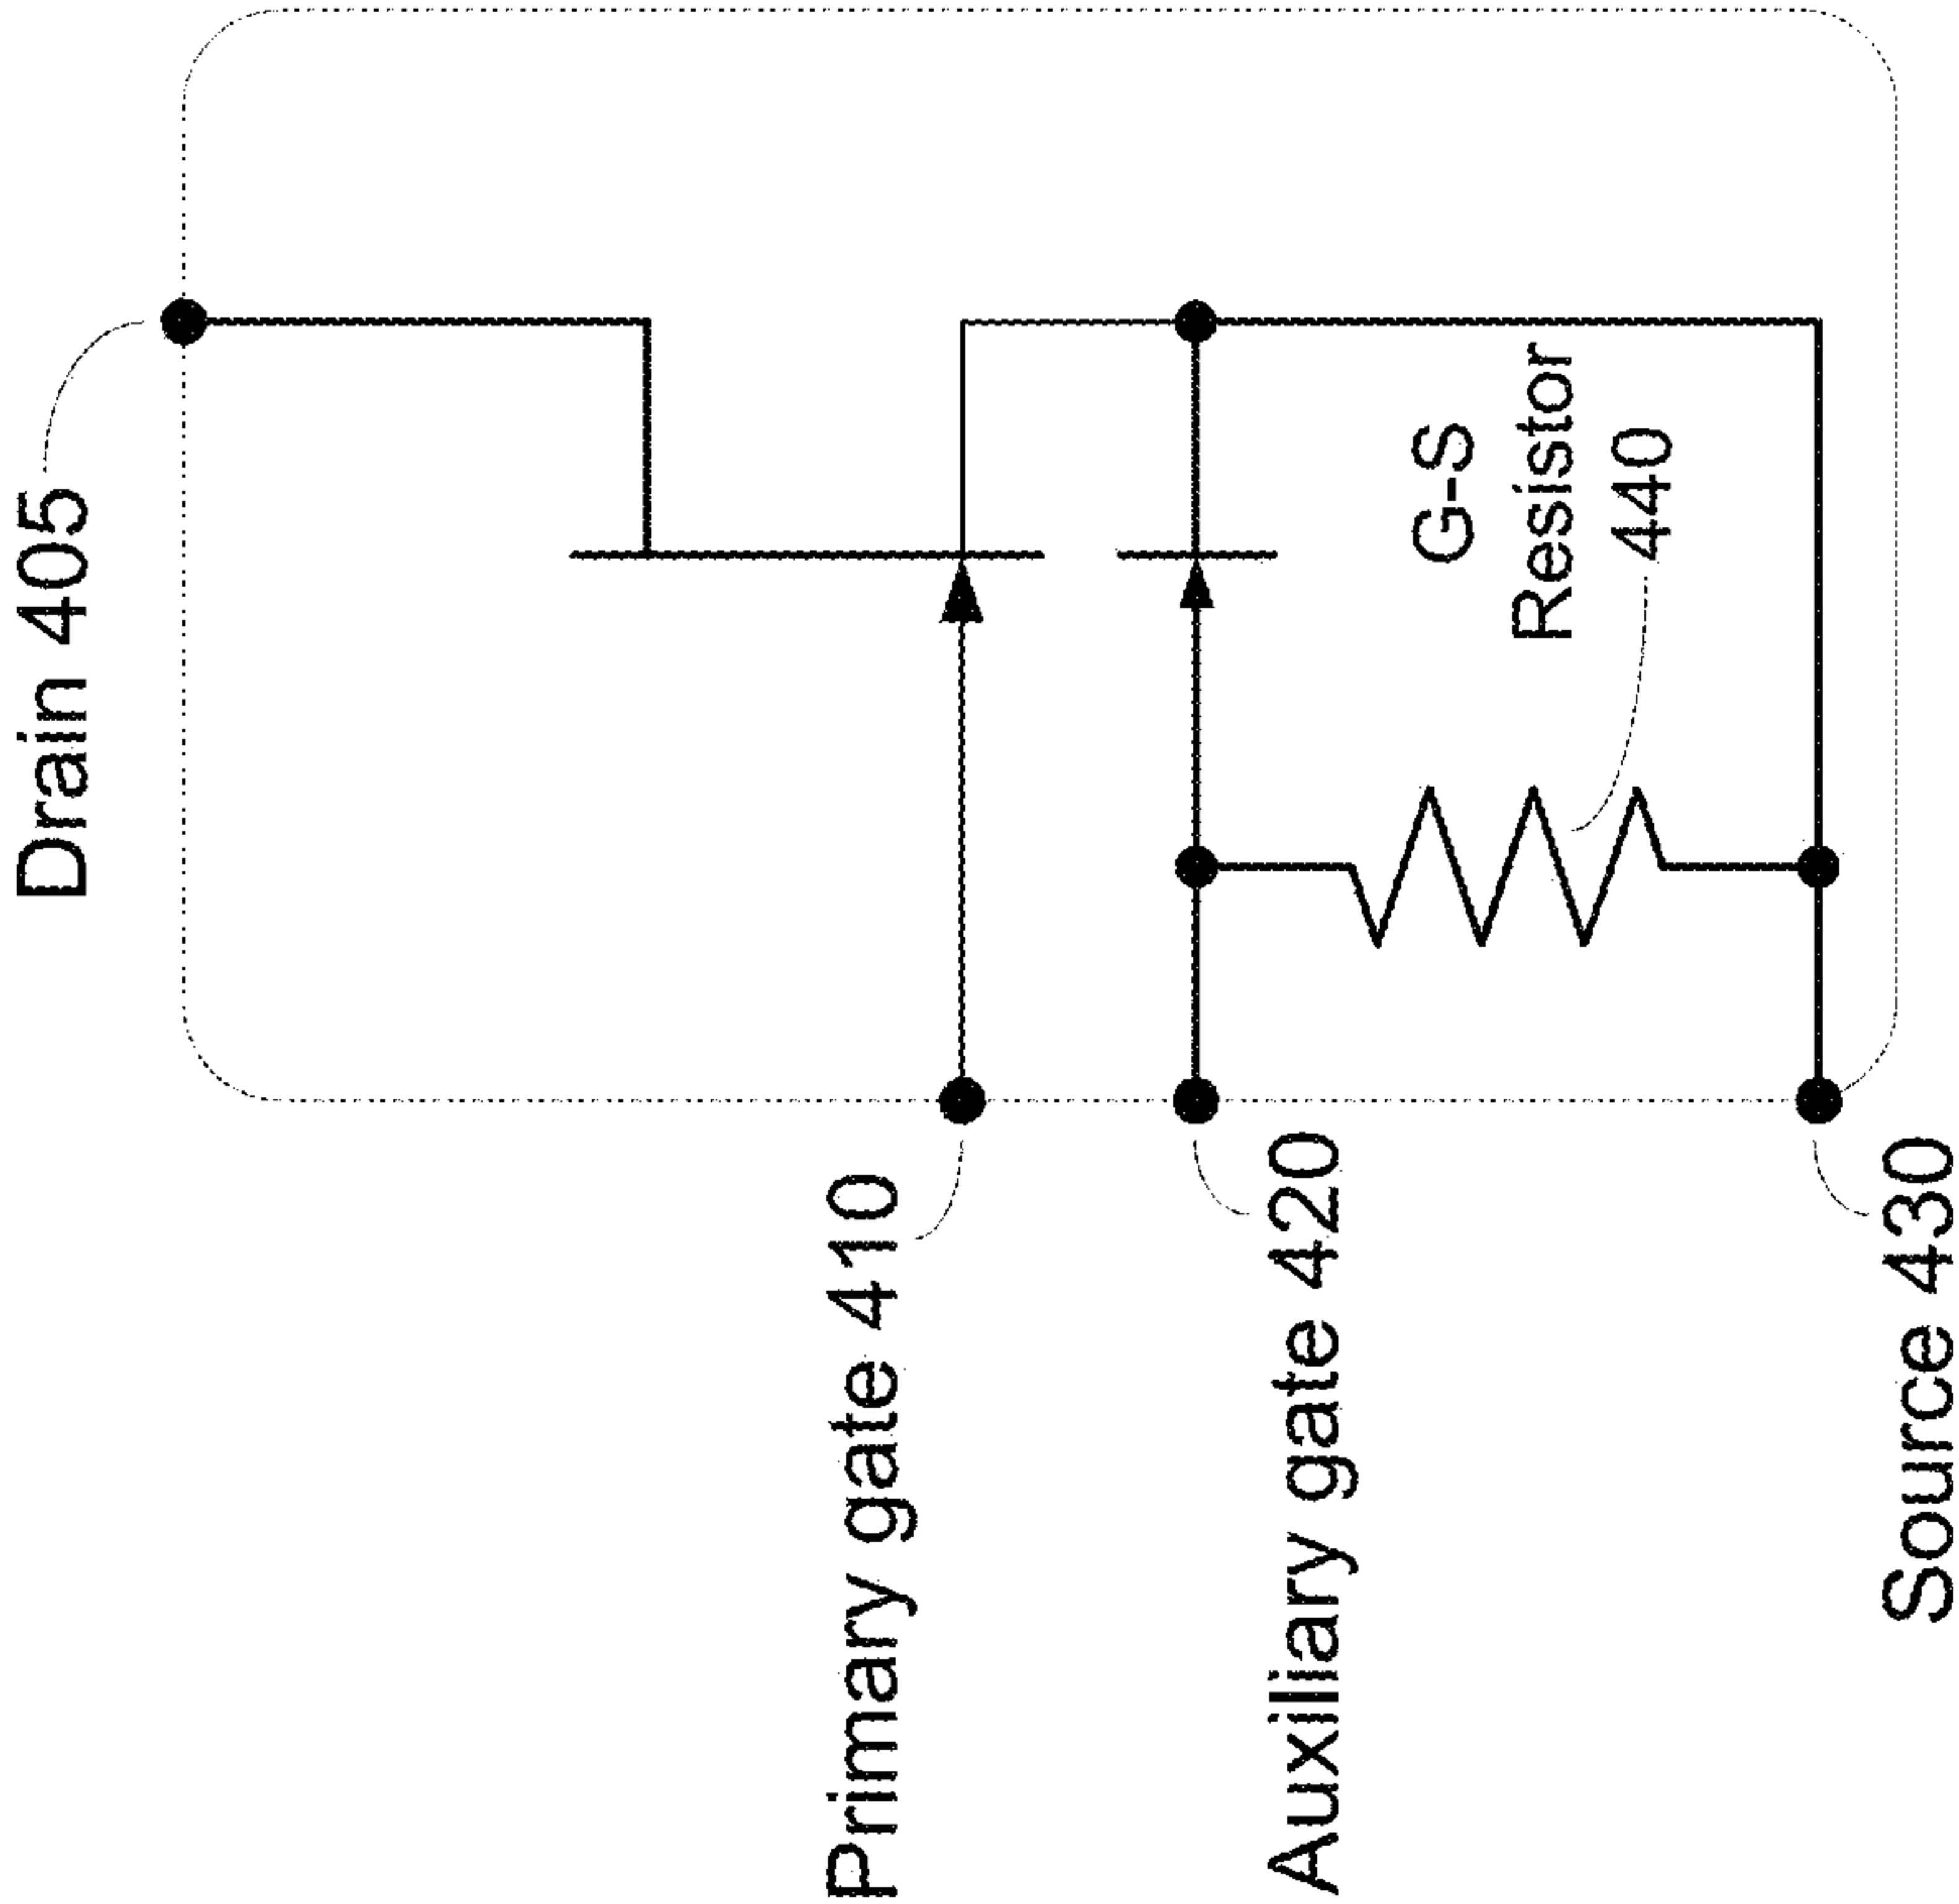 Drain 405
Primary gate 410
Auxiliary gate 420
G-S
Resistor
440
Source 430